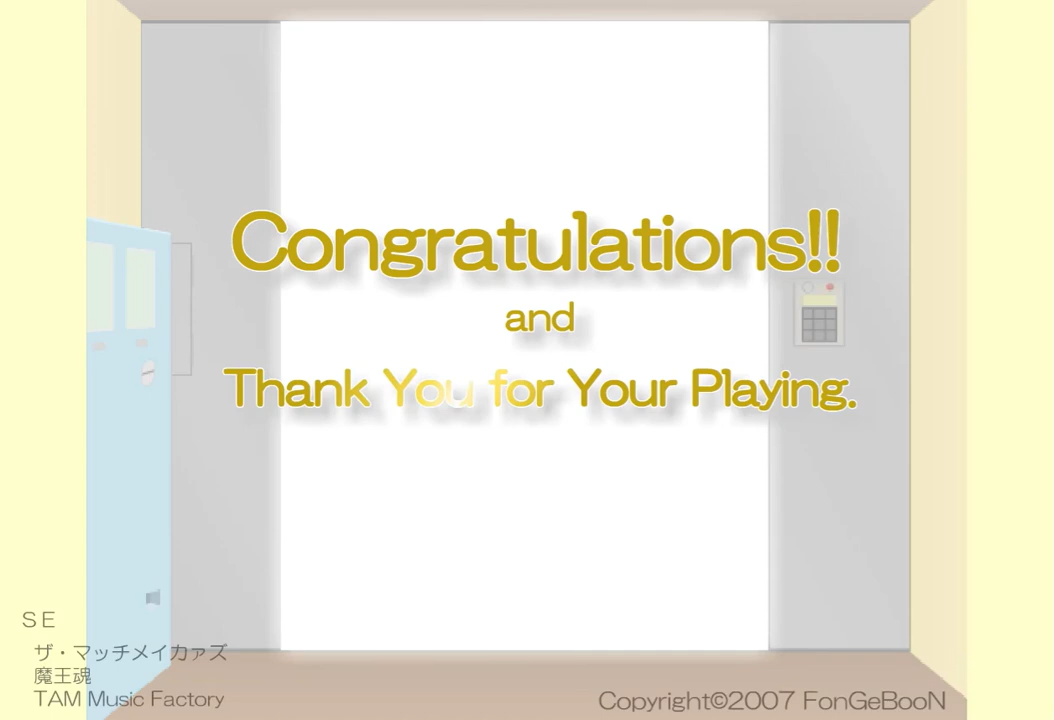 Congratulations!!
and
Thank You for Your Playing.
SE
ザ・マッチメイカァズ
魔王魂
TAM Music Factory
Copyright©2007 FonGeBooN